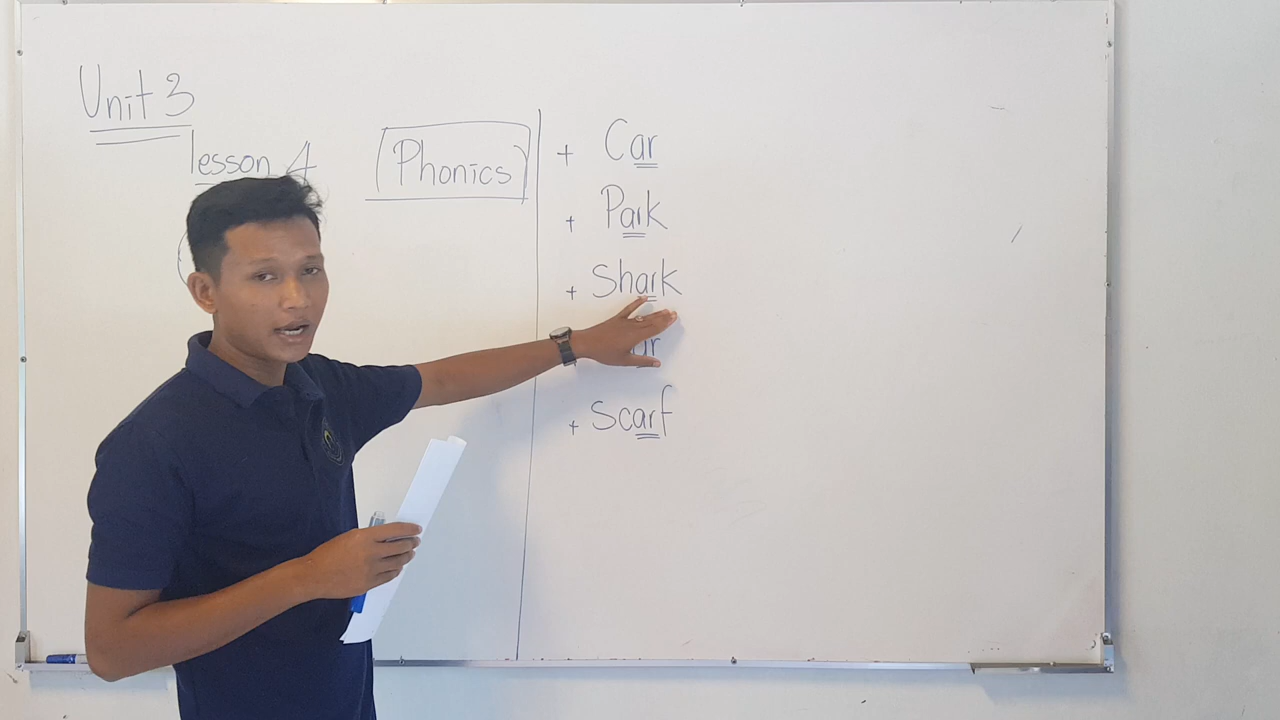 Unit 3
lesson 4
Phonics
+ Car
+ Park
+ Shark
+ Scarf